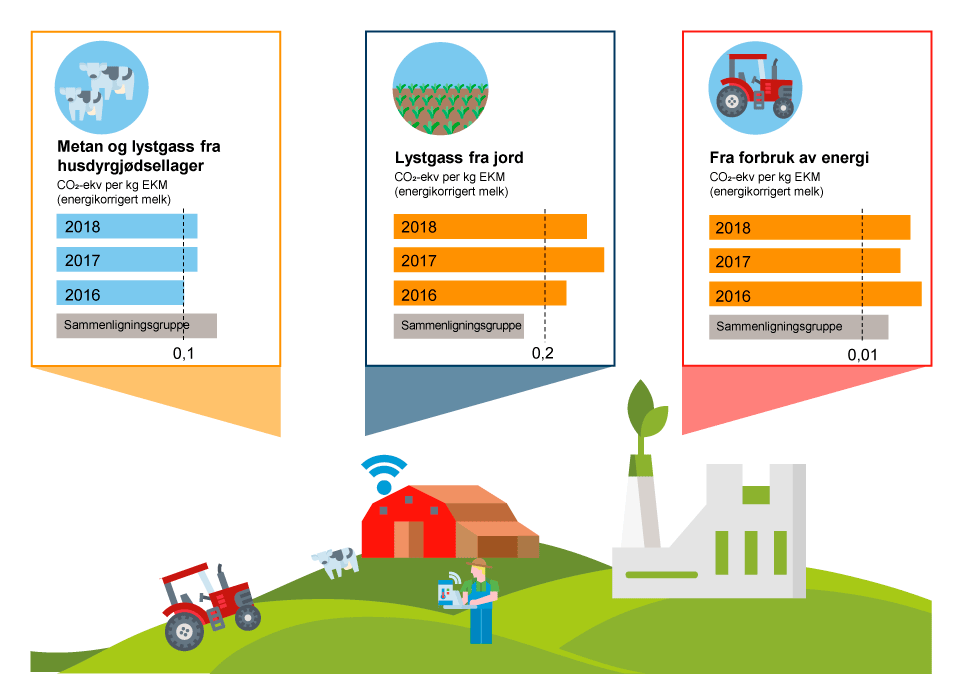 Metan og lystgass fra
husdyrgjødsellager
CO₂-ekv per kg EKM
(energikorrigert melk)
2018
2017
2016
Sammenligningsgruppe
0,1
Lystgass fra jord
CO₂-ekv per kg EKM
(energikorrigert melk)
2018
2017
2016
Sammenligningsgruppe
0,2
Fra forbruk av energi
CO₂-ekv per kg EKM
(energikorrigert melk)
2018
2017
2016
Sammenligningsgruppe
0,01